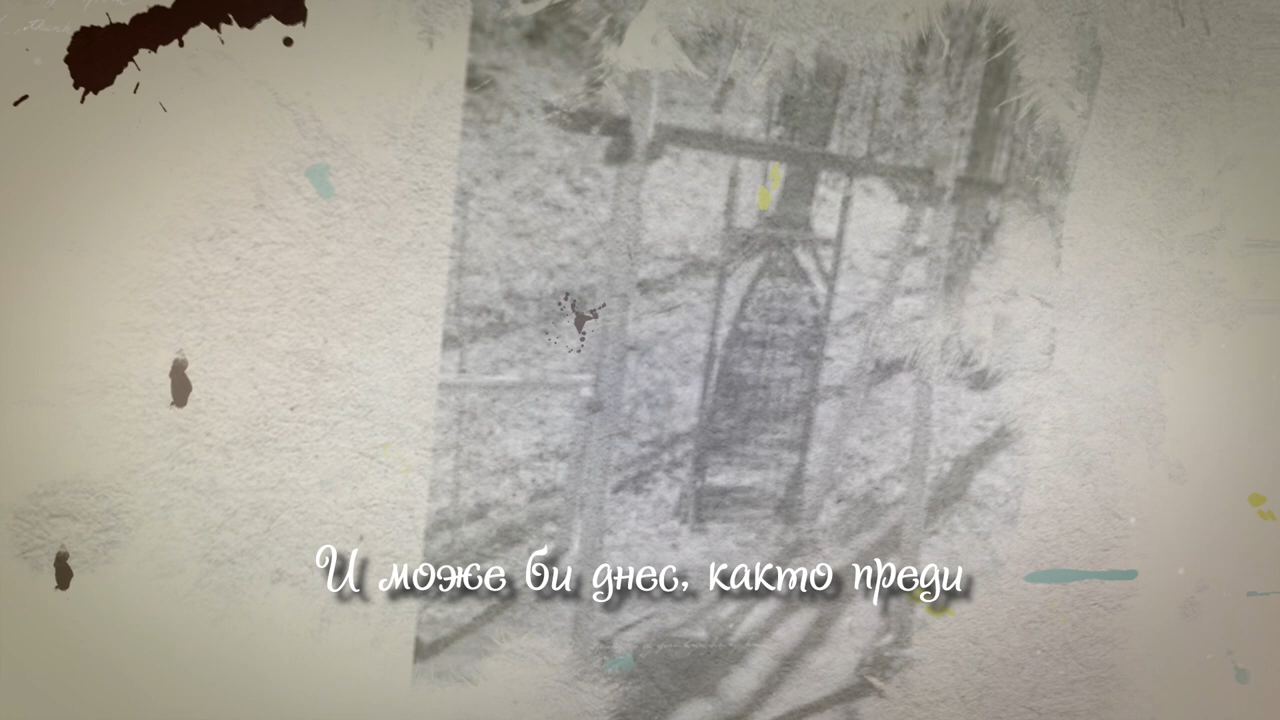 И може би днес, както преди